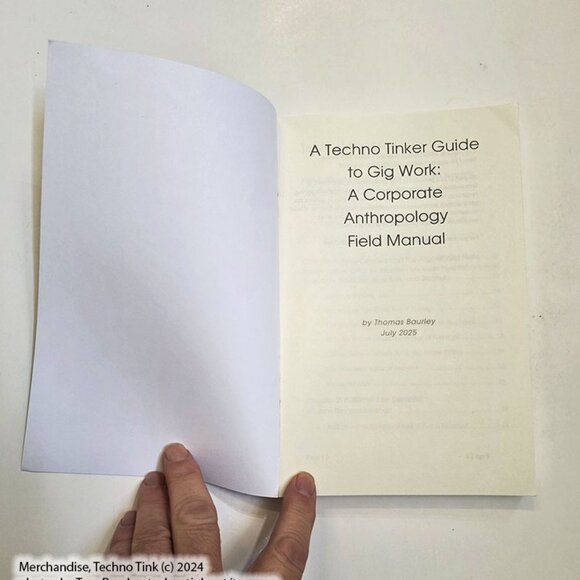 A Techno Tinker Guide
to Gig Work:
A Corporate
Anthropology
Field Manual
by Thomas Baurley
July 2025
Merchandise, Techno Tink (c) 2024